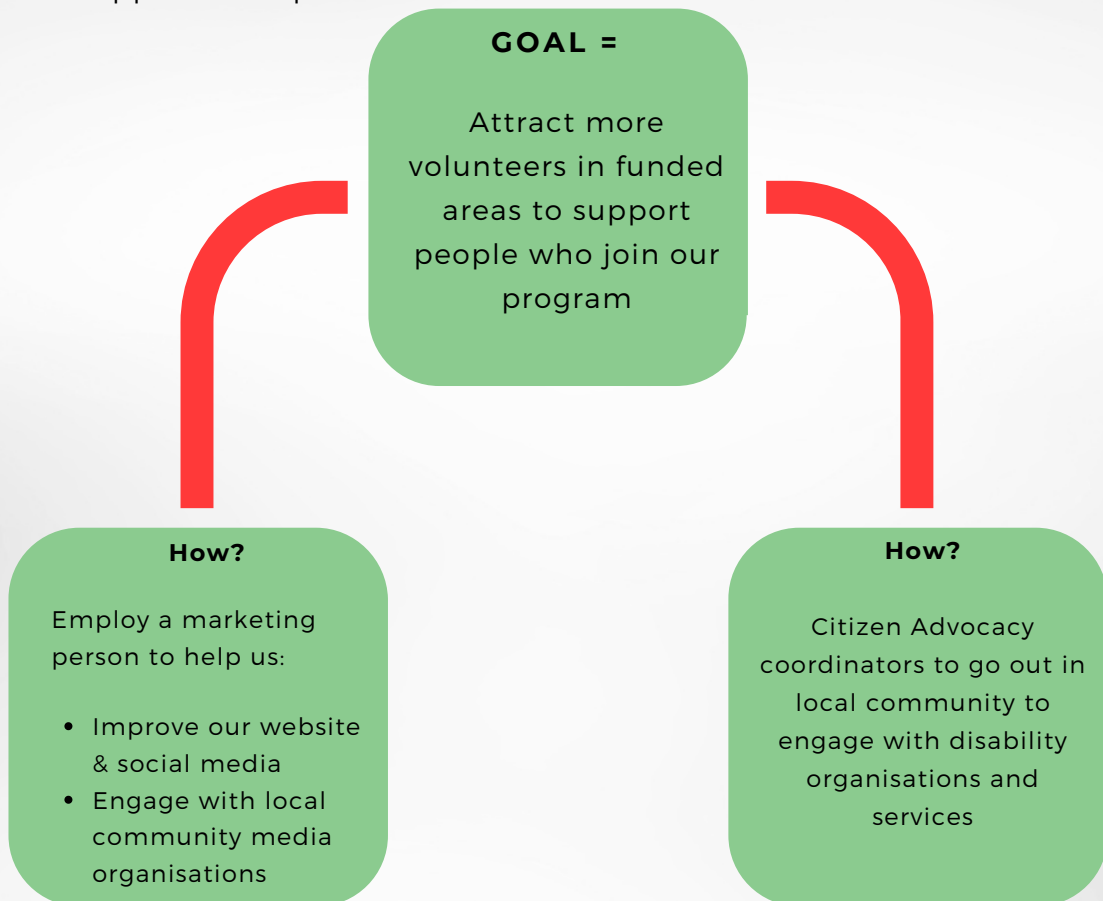 GOAL =
Attract more
volunteers in funded
areas to support
people who join our
program
How?
Employ a marketing
person to help us:
• Improve our website
& social media
• Engage with local
community media
organisations
How?
Citizen Advocacy
coordinators to go out in
local community to
engage with disability
organisations and
services